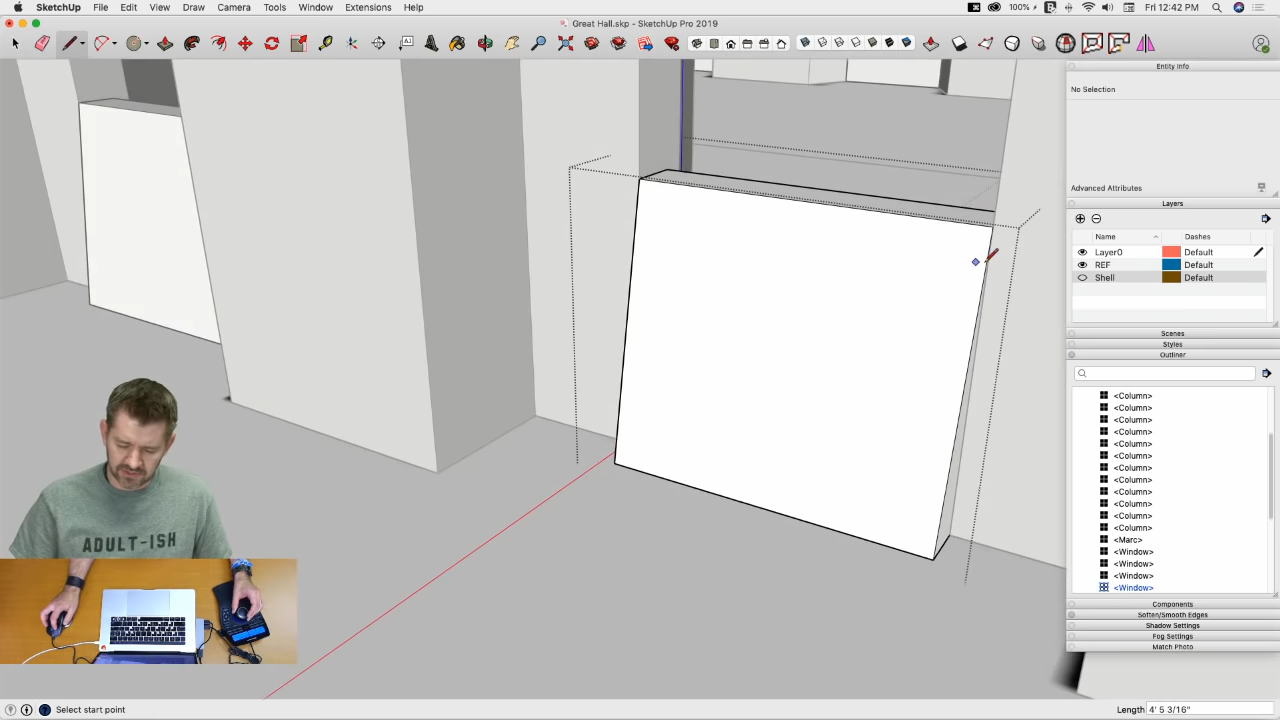 SketchUp File Edit View Draw Camera Tools Window Extensions Help
100% Fri 12:42 PM
Great Hall.skp - SketchUp Pro 2019
Entity Info
No Selection
Advanced Attributes
Layers
Name Dashes
Layer0 Default
REF Default
Shell Default
Scenes
Styles
Outliner
<Column>
<Column>
<Column>
<Column>
<Column>
<Column>
<Column>
<Column>
<Column>
<Column>
<Column>
<Column>
<Marc>
<Window>
<Window>
<Window>
<Window>
Components
Soften/Smooth Edges
Shadow Settings
Fog Settings
Match Photo
ADULT-ISH
Select start point
Length 4' 5 3/16"